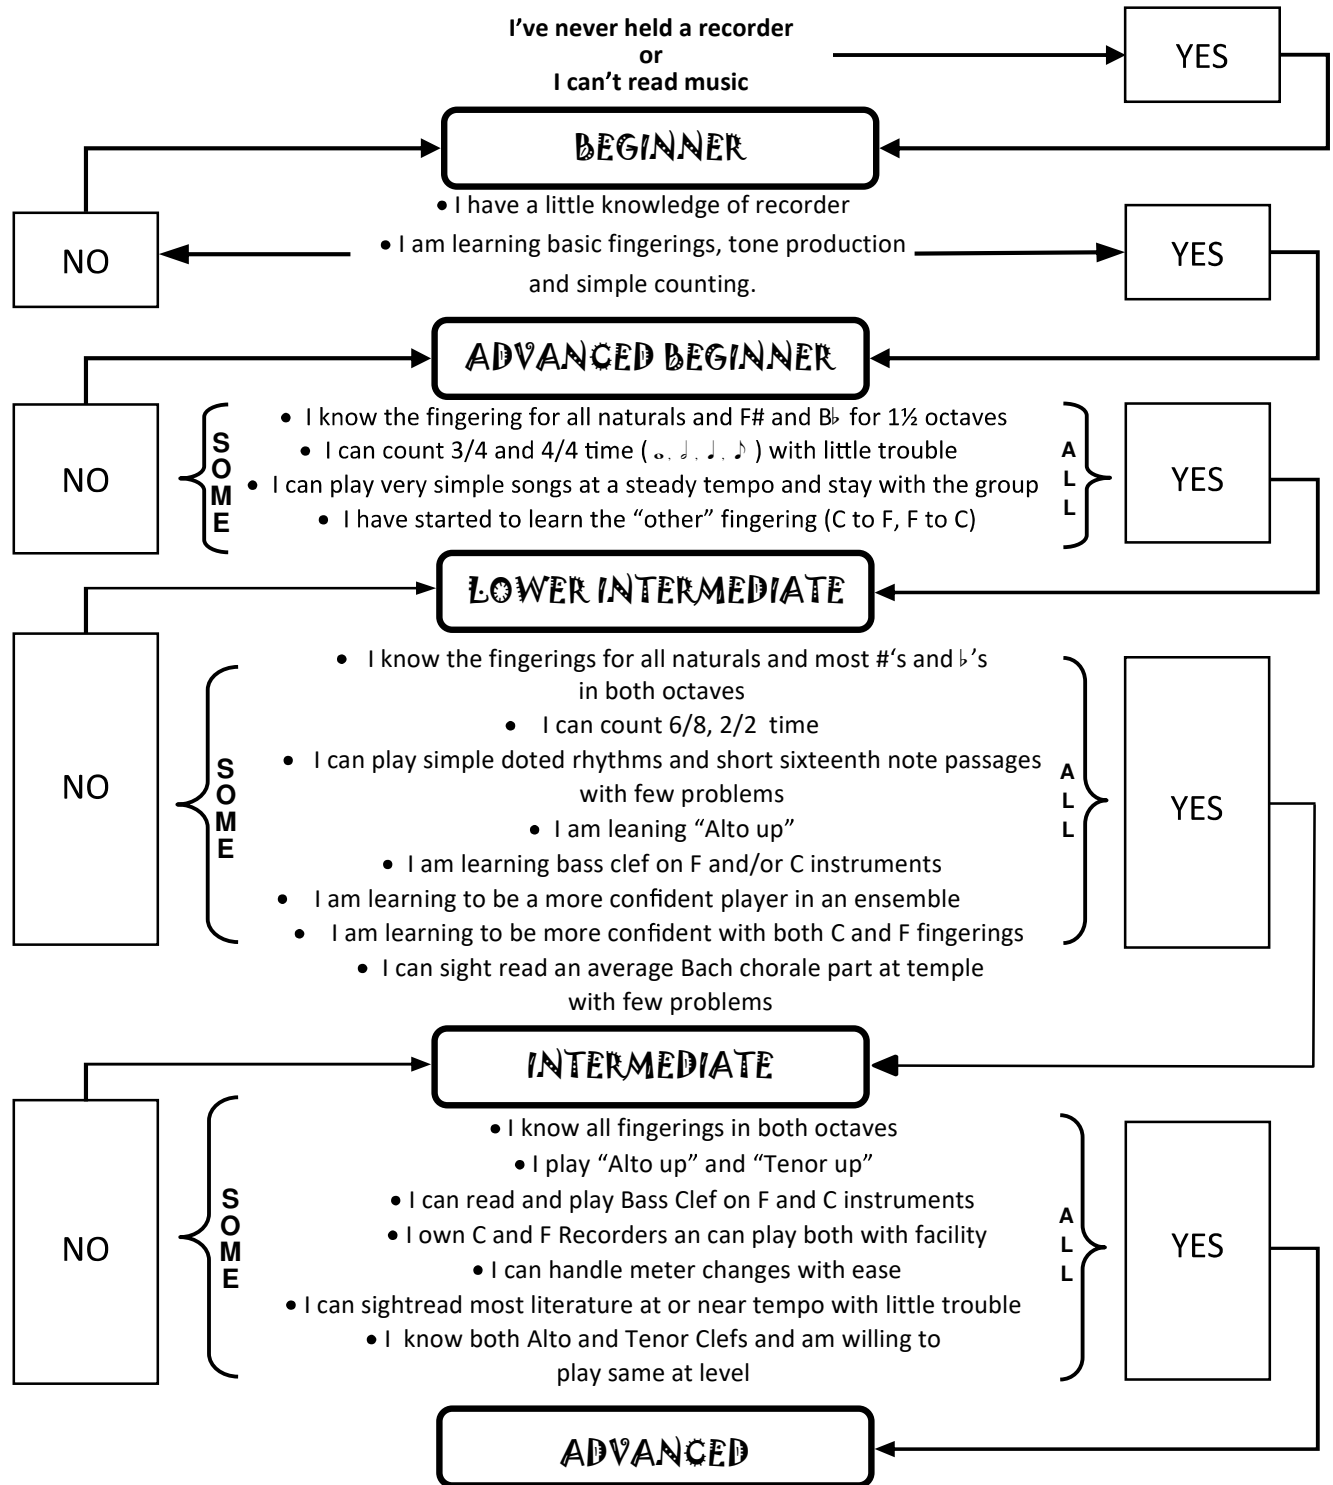 I’ve never held a recorder
or
I can’t read music
YES
BEGINNER
• I have a little knowledge of recorder
• I am learning basic fingerings, tone production
and simple counting.
NO
YES
ADVANCED BEGINNER
• I know the fingering for all naturals and F# and B♭ for 1½ octaves
• I can count 3/4 and 4/4 time ( 𝅝 , 𝅗𝅥 , ♩ , ♪ ) with little trouble
• I can play very simple songs at a steady tempo and stay with the group
• I have started to learn the “other” fingering (C to F, F to C)
NO
SOME
ALL
YES
LOWER INTERMEDIATE
• I know the fingerings for all naturals and most #‘s and ♭’s
in both octaves
• I can count 6/8, 2/2 time
• I can play simple doted rhythms and short sixteenth note passages
with few problems
• I am leaning “Alto up”
• I am learning bass clef on F and/or C instruments
• I am learning to be a more confident player in an ensemble
• I am learning to be more confident with both C and F fingerings
• I can sight read an average Bach chorale part at temple
with few problems
NO
SOME
ALL
YES
INTERMEDIATE
• I know all fingerings in both octaves
• I play “Alto up” and “Tenor up”
• I can read and play Bass Clef on F and C instruments
• I own C and F Recorders an can play both with facility
• I can handle meter changes with ease
• I can sightread most literature at or near tempo with little trouble
• I know both Alto and Tenor Clefs and am willing to
play same at level
NO
SOME
ALL
YES
ADVANCED